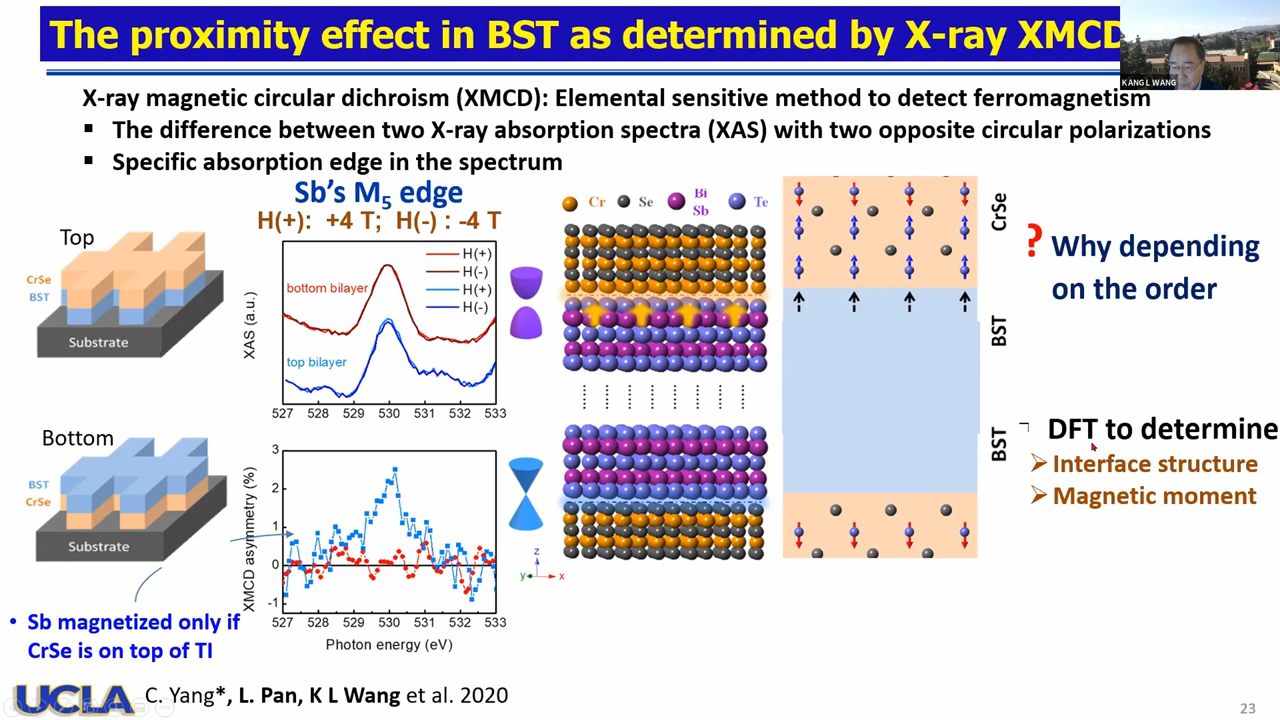 The proximity effect in BST as determined by X-ray XMCD
KANG L WANG
X-ray magnetic circular dichroism (XMCD): Elemental sensitive method to detect ferromagnetism
▪ The difference between two X-ray absorption spectra (XAS) with two opposite circular polarizations
▪ Specific absorption edge in the spectrum
Sb's M5 edge
H(+): +4 T; H(-) : -4 T
Top
CrSe
BST
Substrate
Bottom
BST
CrSe
Substrate
• Sb magnetized only if
CrSe is on top of TI
XAS (a.u.)
H(+)
H(-)
H(+)
H(-)
bottom bilayer
top bilayer
527 528 529 530 531 532 533
XMCD asymmetry (%)
3
2
1
0
-1
527 528 529 530 531 532 533
Photon energy (eV)
Cr Se Bi Sb Te
z
y x
CrSe
BST
BST
? Why depending
on the order
DFT to determine
➢ Interface structure
➢ Magnetic moment
UCLA
C. Yang*, L. Pan, K L Wang et al. 2020
23